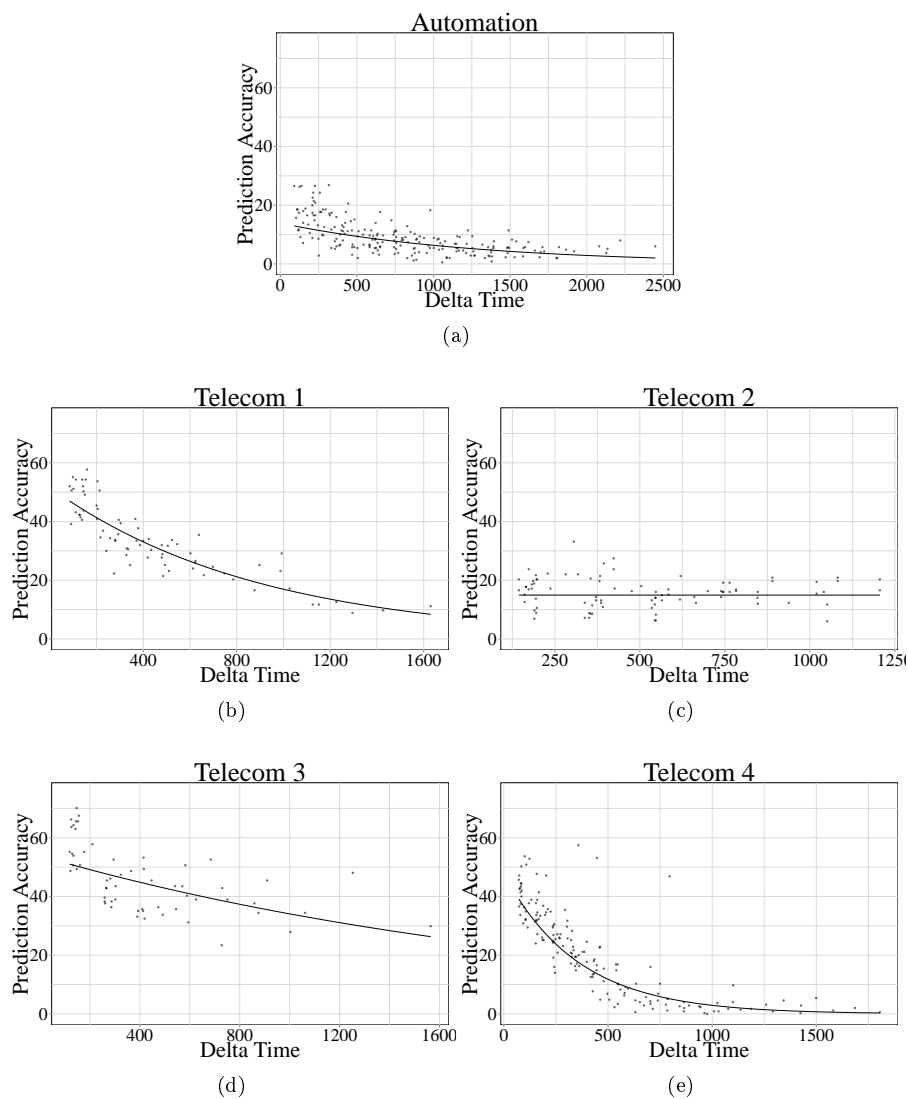 Automation
Prediction Accuracy
60
40
20
0
0 500 1000 1500 2000 2500
Delta Time
(a)
Telecom 1
Prediction Accuracy
60
40
20
0
400 800 1200 1600
Delta Time
(b)
Telecom 2
Prediction Accuracy
60
40
20
0
250 500 750 1000 1250
Delta Time
(c)
Telecom 3
Prediction Accuracy
60
40
20
0
400 800 1200 1600
Delta Time
(d)
Telecom 4
Prediction Accuracy
60
40
20
0
0 500 1000 1500
Delta Time
(e)